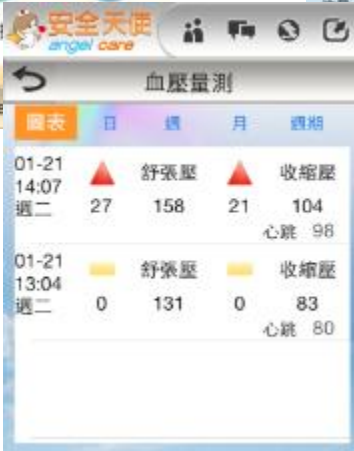 安全天使
angel care
血壓量測
圖表 日 週 月 週期
01-21
14:07
週二
舒張壓 收縮壓
27 158 21 104
心跳 98
01-21
13:04
週二
舒張壓 收縮壓
0 131 0 83
心跳 80